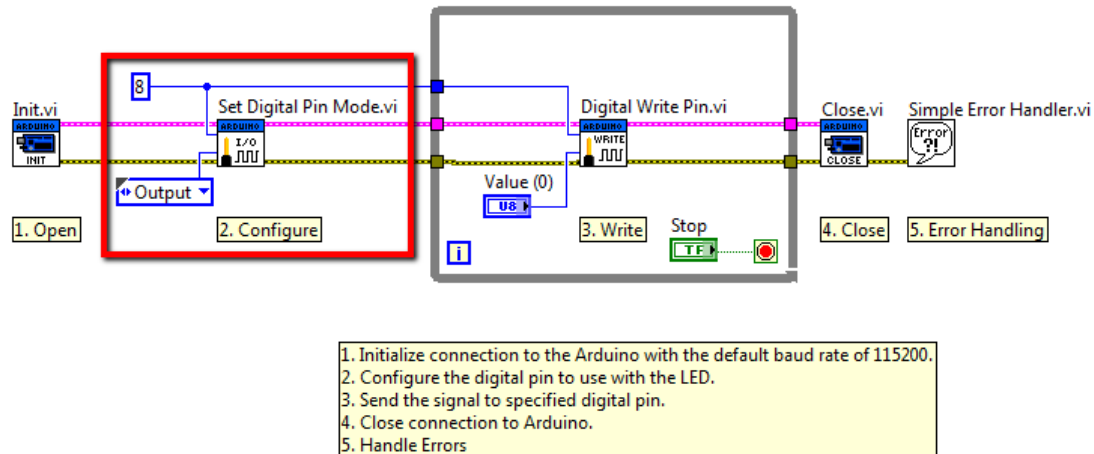 8
Init.vi
Set Digital Pin Mode.vi
Digital Write Pin.vi
Close.vi
Simple Error Handler.vi
ARDUINO
INIT
ARDUINO
I/O
ARDUINO
WRITE
ARDUINO
CLOSE
Error
?!
Output
Value (0)
U8
1. Open
2. Configure
3. Write
Stop
TF
i
4. Close
5. Error Handling
1. Initialize connection to the Arduino with the default baud rate of 115200.
2. Configure the digital pin to use with the LED.
3. Send the signal to specified digital pin.
4. Close connection to Arduino.
5. Handle Errors